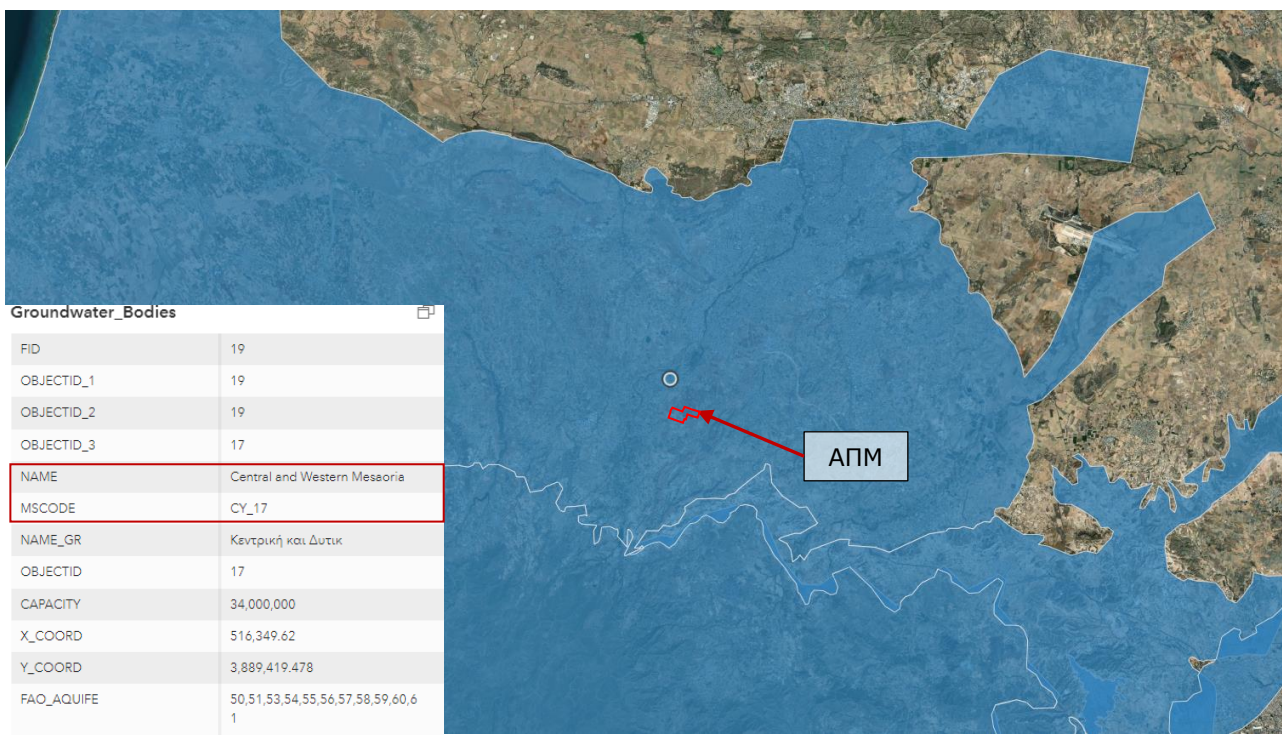 Groundwater_Bodies
FID 19
OBJECTID_1 19
OBJECTID_2 19
OBJECTID_3 17
NAME Central and Western Mesaoria
MSCODE CY_17
NAME_GR Κεντρική και Δυτικ
OBJECTID 17
CAPACITY 34,000,000
X_COORD 516,349.62
Y_COORD 3,889,419.478
FAO_AQUIFE 50,51,53,54,55,56,57,58,59,60,6
1
ΑΠΜ